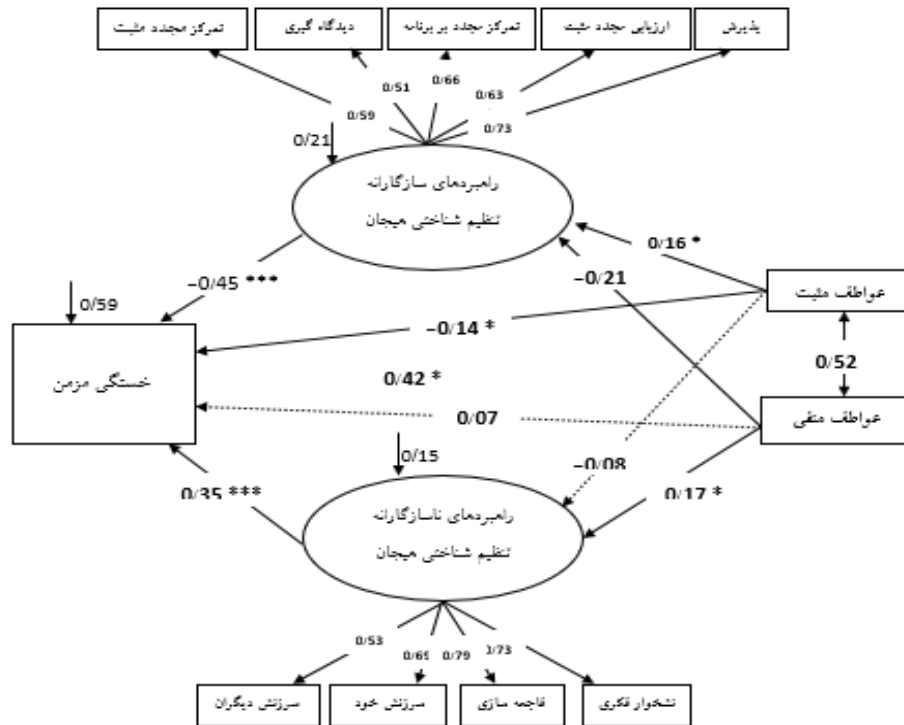 تمرکز مجدد مثبت
دیدگاه گیری
تمرکز مجدد بر برنامه
ارزیابی مجدد مثبت
پذیرش
0/59
0/51
0/66
0/63
0/73
0/21
راهبردهای سازگارانه
تنظیم شناختی هیجان
0/16 *
–0/21
–0/45 ***
عواطف مثبت
0/59
–0/14 *
خستگی مزمن
0/42 *
0/52
0/07
عواطف منفی
0/15
–0/08
0/35 ***
0/17 *
راهبردهای ناسازگارانه
تنظیم شناختی هیجان
0/53
0/69
0/79
0/73
سرزنش دیگران
سرزنش خود
فاجعه سازی
نشخوار فکری